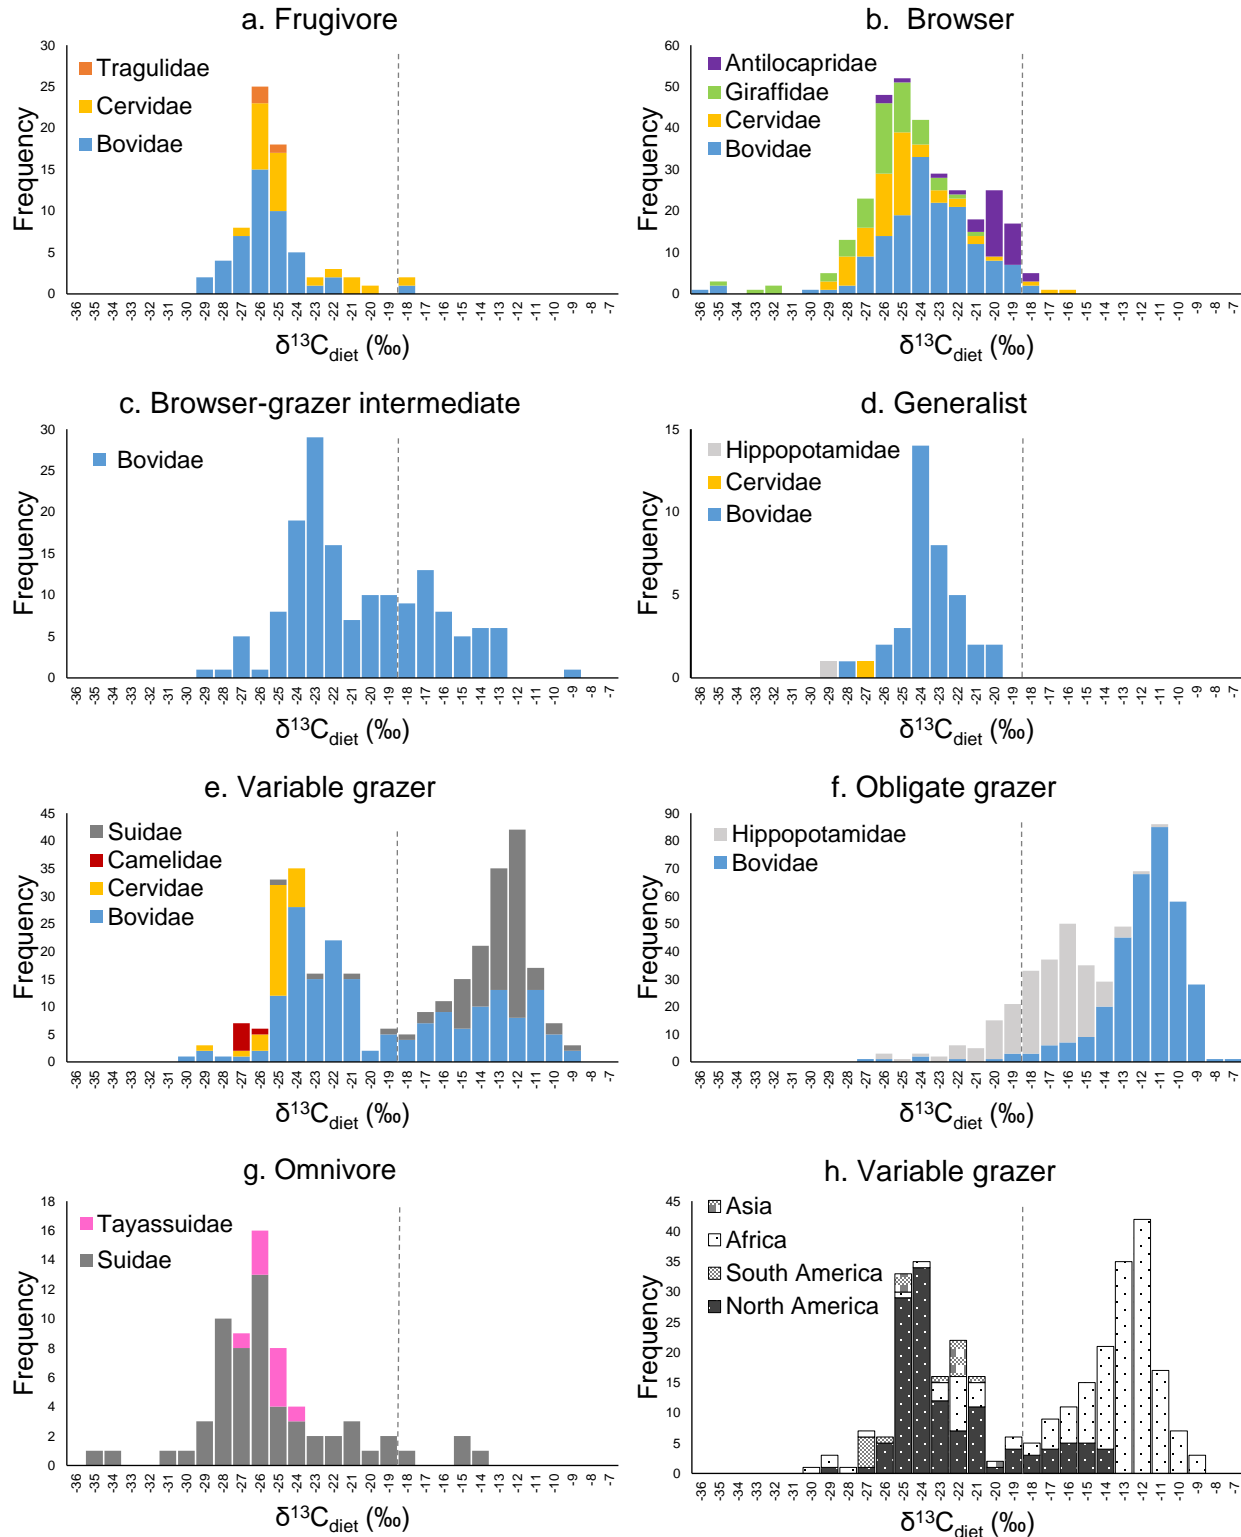 a. Frugivore
30
25
20
15
10
5
0
Frequency
Tragulidae
Cervidae
Bovidae
-36 -35 -34 -33 -32 -31 -30 -29 -28 -27 -26 -25 -24 -23 -22 -21 -20 -19 -18 -17 -16 -15 -14 -13 -12 -11 -10 -9 -8 -7
δ¹³C_diet (‰)
b. Browser
60
50
40
30
20
10
0
Frequency
Antilocapridae
Giraffidae
Cervidae
Bovidae
-36 -35 -34 -33 -32 -31 -30 -29 -28 -27 -26 -25 -24 -23 -22 -21 -20 -19 -18 -17 -16 -15 -14 -13 -12 -11 -10 -9 -8 -7
δ¹³C_diet (‰)
c. Browser-grazer intermediate
30
25
20
15
10
5
0
Frequency
Bovidae
-36 -35 -34 -33 -32 -31 -30 -29 -28 -27 -26 -25 -24 -23 -22 -21 -20 -19 -18 -17 -16 -15 -14 -13 -12 -11 -10 -9 -8 -7
δ¹³C_diet (‰)
d. Generalist
15
10
5
0
Frequency
Hippopotamidae
Cervidae
Bovidae
-36 -35 -34 -33 -32 -31 -30 -29 -28 -27 -26 -25 -24 -23 -22 -21 -20 -19 -18 -17 -16 -15 -14 -13 -12 -11 -10 -9 -8 -7
δ¹³C_diet (‰)
e. Variable grazer
45
40
35
30
25
20
15
10
5
0
Frequency
Suidae
Camelidae
Cervidae
Bovidae
-36 -35 -34 -33 -32 -31 -30 -29 -28 -27 -26 -25 -24 -23 -22 -21 -20 -19 -18 -17 -16 -15 -14 -13 -12 -11 -10 -9 -8 -7
δ¹³C_diet (‰)
f. Obligate grazer
90
80
70
60
50
40
30
20
10
0
Frequency
Hippopotamidae
Bovidae
-36 -35 -34 -33 -32 -31 -30 -29 -28 -27 -26 -25 -24 -23 -22 -21 -20 -19 -18 -17 -16 -15 -14 -13 -12 -11 -10 -9 -8 -7
δ¹³C_diet (‰)
g. Omnivore
18
16
14
12
10
8
6
4
2
0
Frequency
Tayassuidae
Suidae
-36 -35 -34 -33 -32 -31 -30 -29 -28 -27 -26 -25 -24 -23 -22 -21 -20 -19 -18 -17 -16 -15 -14 -13 -12 -11 -10 -9 -8 -7
δ¹³C_diet (‰)
h. Variable grazer
45
40
35
30
25
20
15
10
5
0
Frequency
Asia
Africa
South America
North America
-36 -35 -34 -33 -32 -31 -30 -29 -28 -27 -26 -25 -24 -23 -22 -21 -20 -19 -18 -17 -16 -15 -14 -13 -12 -11 -10 -9 -8 -7
δ¹³C_diet (‰)